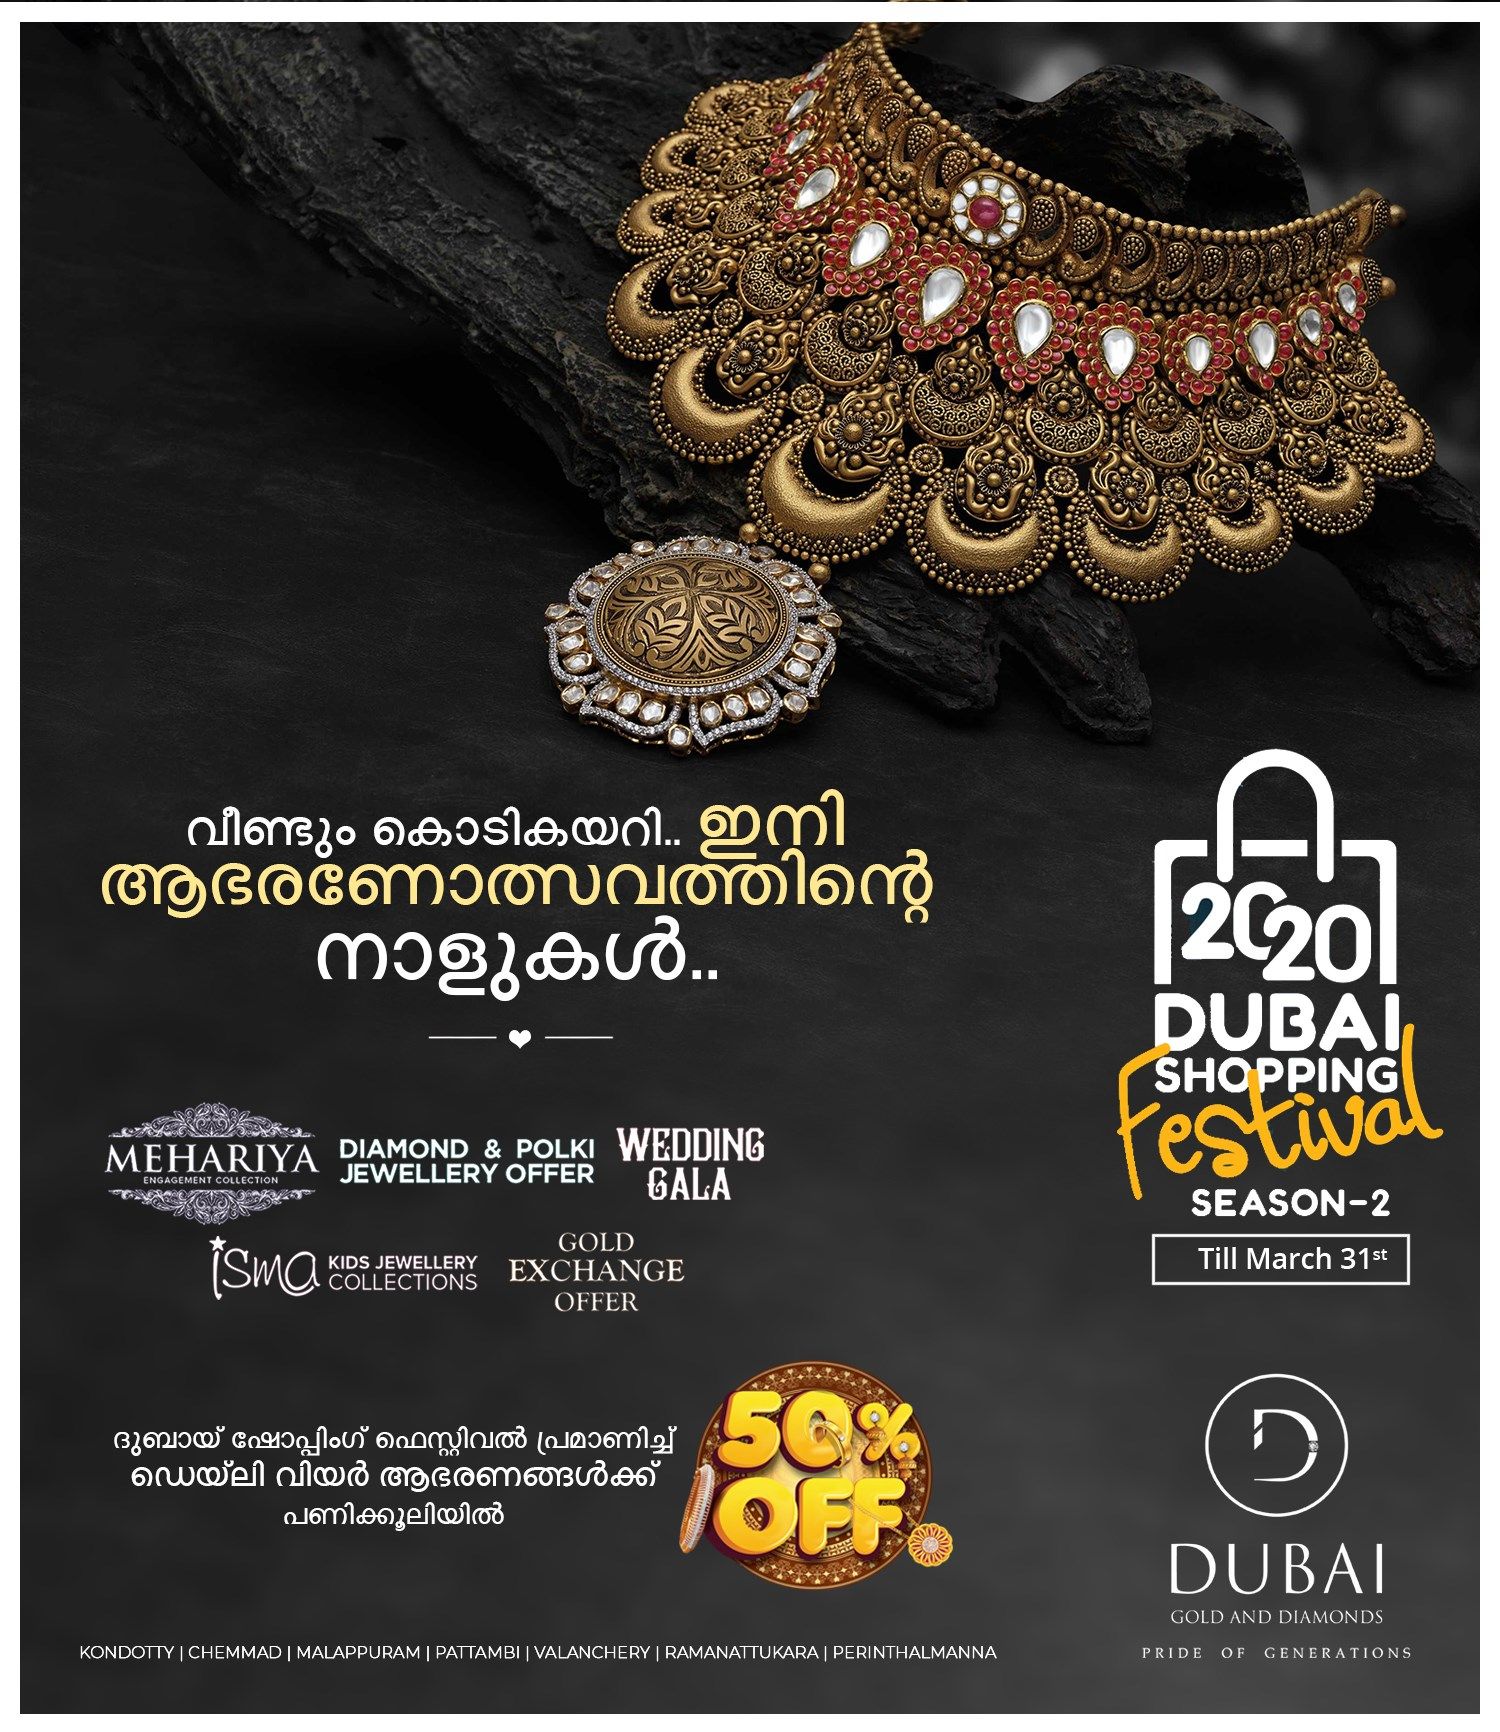 വീണ്ടും കൊടികയറി.. ഇനി
ആഭരണോത്സവത്തിന്റെ
നാളുകൾ..
2020
DUBAI
SHOPPING
Festival
SEASON-2
Till March 31st
MEHARIYA
ENGAGEMENT COLLECTION
DIAMOND & POLKI
JEWELLERY OFFER
WEDDING
GALA
isma KIDS JEWELLERY
COLLECTIONS
GOLD
EXCHANGE
OFFER
ദുബായ് ഷോപ്പിംഗ് ഫെസ്റ്റിവൽ പ്രമാണിച്ച്
ഡെയ്‌ലി വിയർ ആഭരണങ്ങൾക്ക്
പണിക്കൂലിയിൽ
50%
OFF
D
DUBAI
GOLD AND DIAMONDS
PRIDE OF GENERATIONS
KONDOTTY | CHEMMAD | MALAPPURAM | PATTAMBI | VALANCHERY | RAMANATTUKARA | PERINTHALMANNA